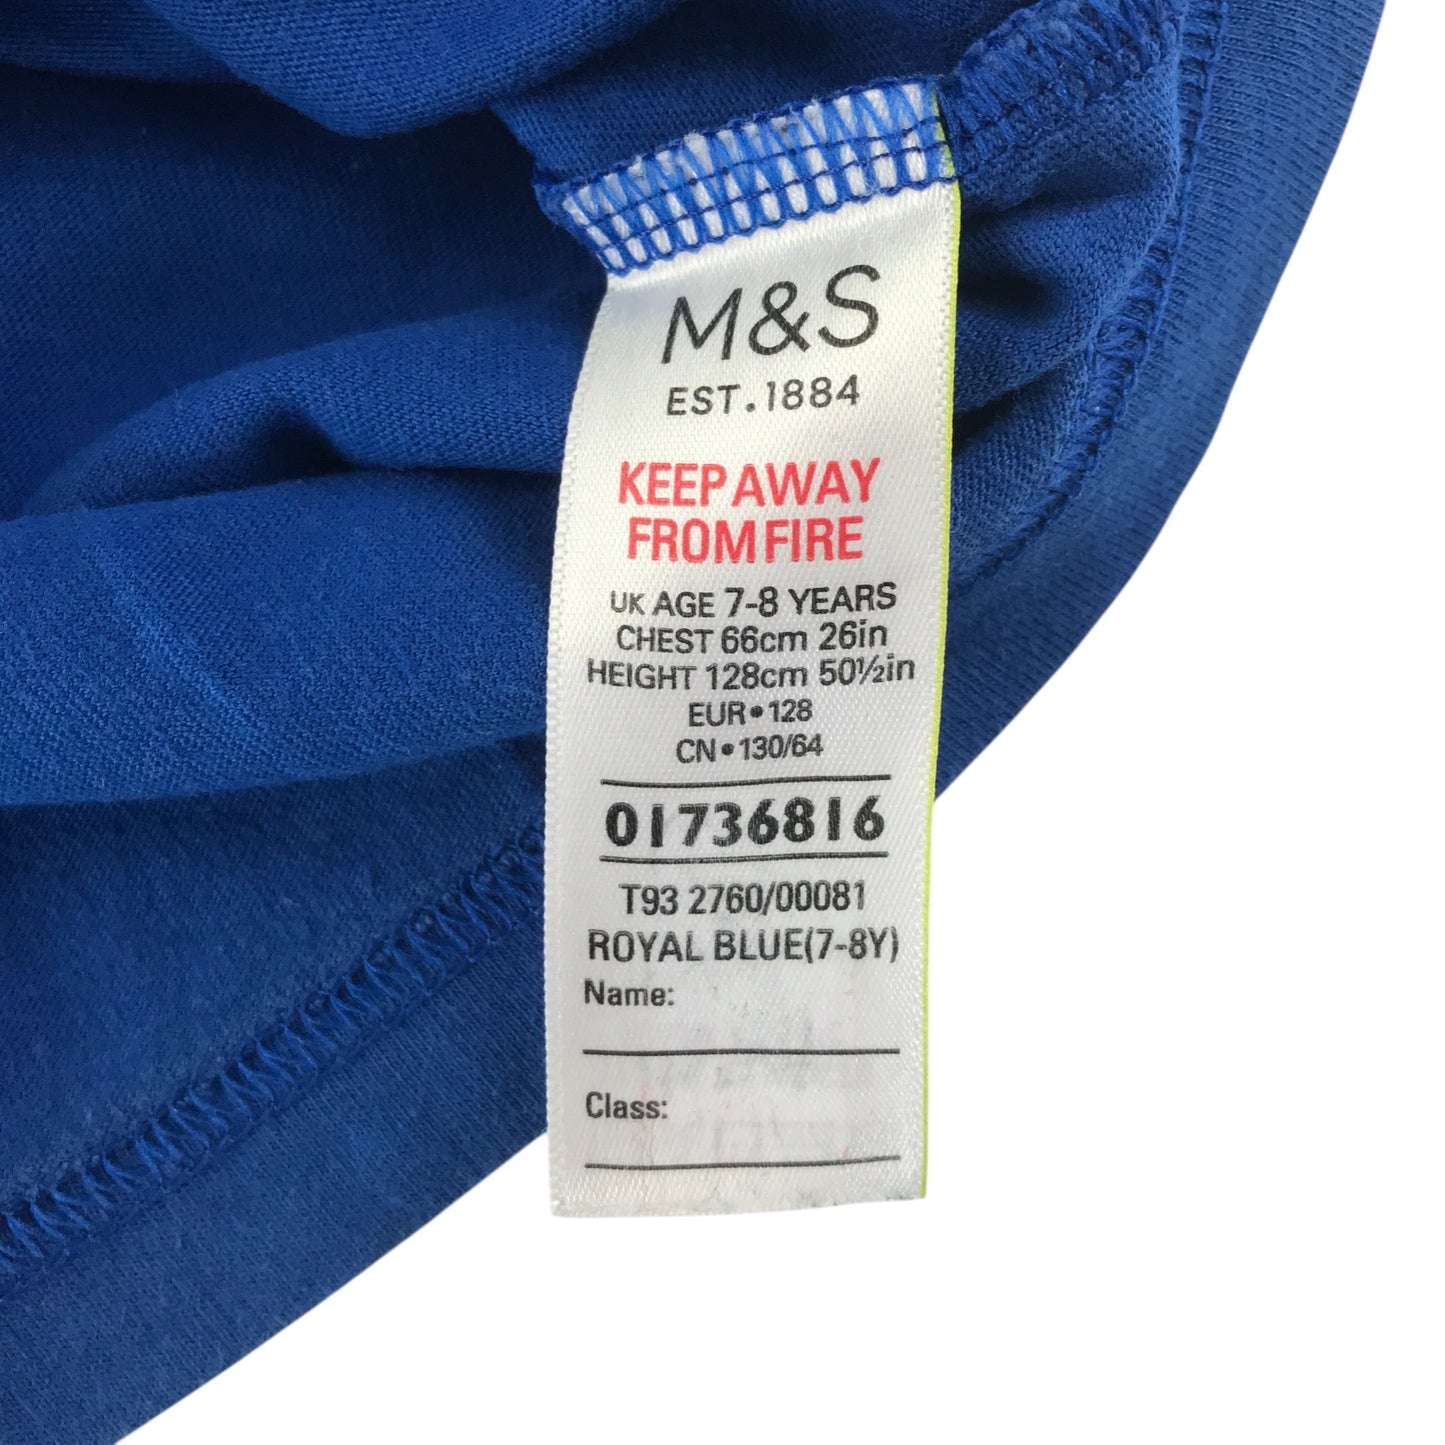 M&S
EST.1884
KEEP AWAY
FROM FIRE
UK AGE 7-8 YEARS
CHEST 66cm 26in
HEIGHT 128cm 50½in
EUR•128
CN•130/64
01736816
T93 2760/00081
ROYAL BLUE(7-8Y)
Name:
Class: